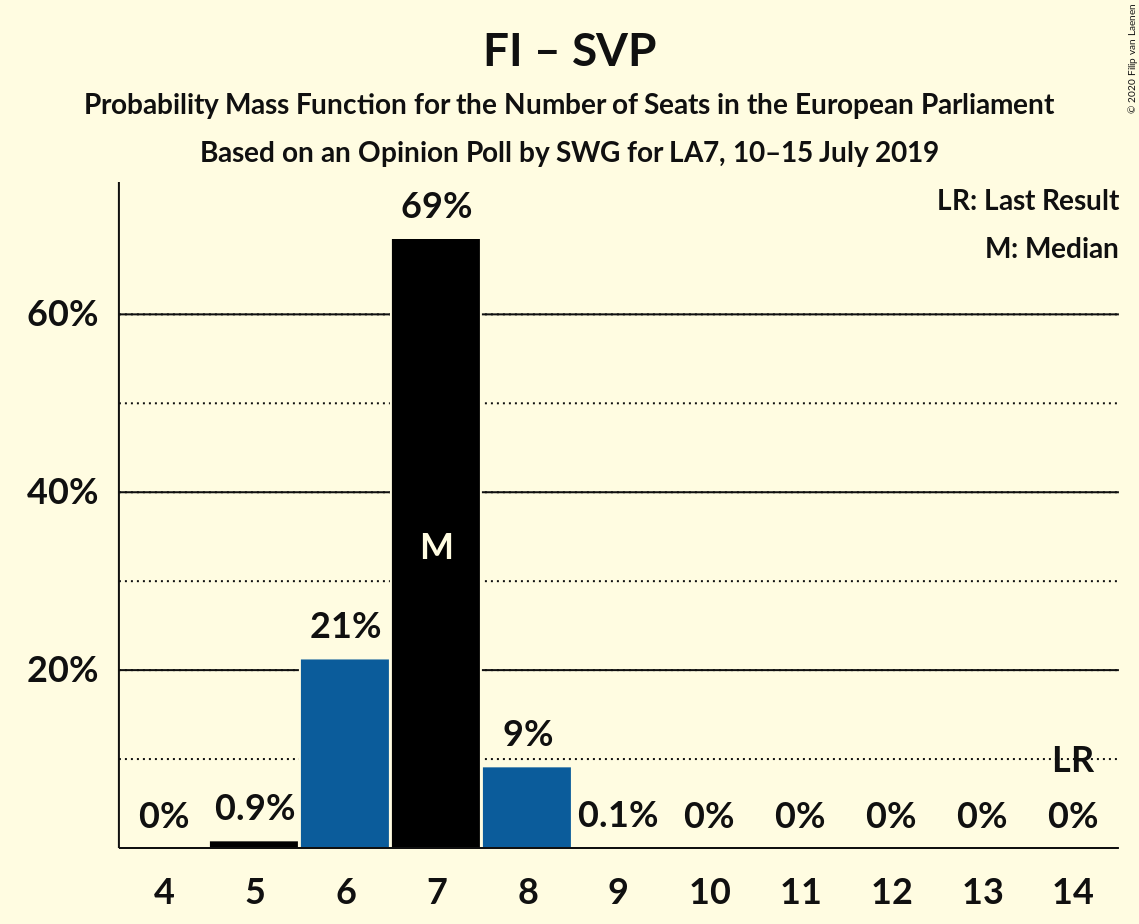 FI – SVP
Probability Mass Function for the Number of Seats in the European Parliament
Based on an Opinion Poll by SWG for LA7, 10–15 July 2019
© 2020 Filip van Laenen
LR: Last Result
M: Median
69%
60%
40%
M
21%
20%
9%
LR
0%
0.9%
0.1%
0%
0%
0%
0%
0%
4 5 6 7 8 9 10 11 12 13 14